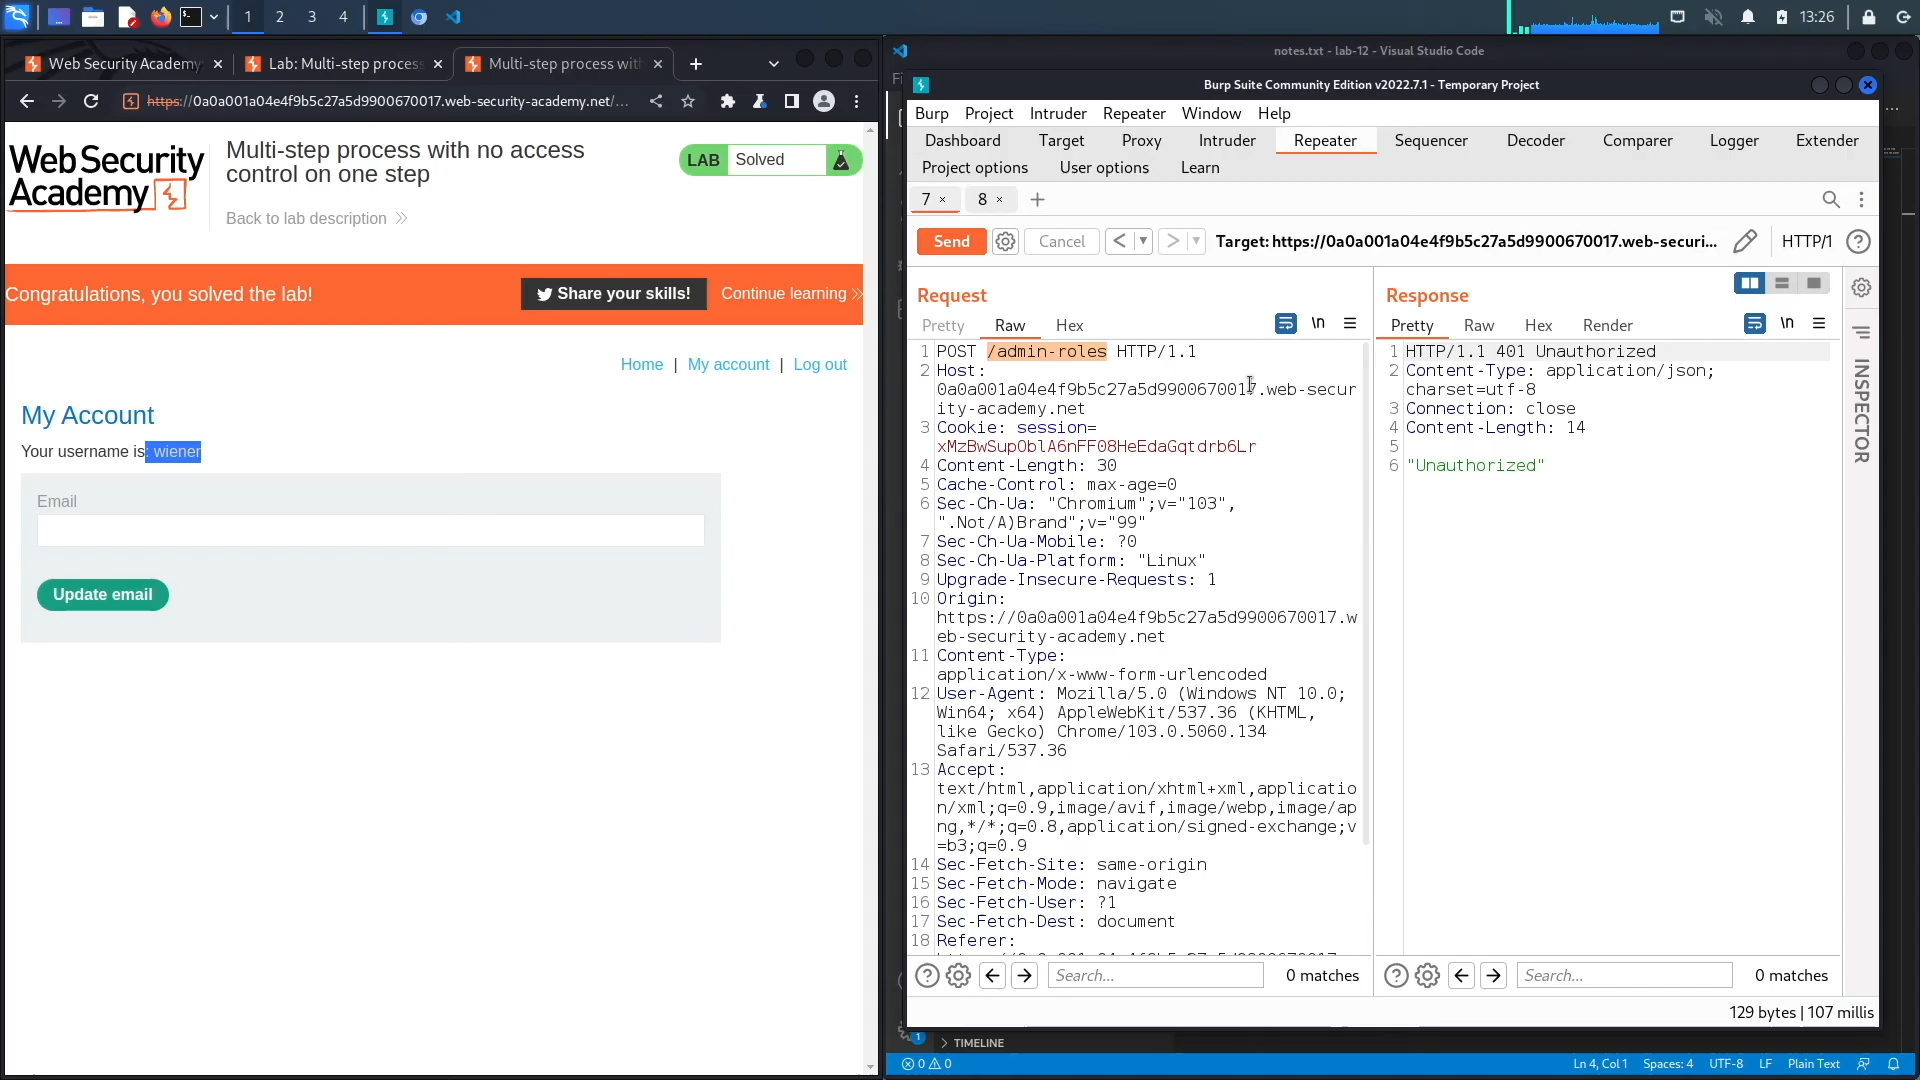 1 2 3 4 13:26
Web Security Academy
Lab: Multi-step process
Multi-step process with
https://0a0a001a04e4f9b5c27a5d9900670017.web-security-academy.net/...
Web Security
Academy
Multi-step process with no access
control on one step
LAB Solved
Back to lab description
Congratulations, you solved the lab!
Share your skills!
Continue learning
Home | My account | Log out
My Account
Your username is: wiener
Email
Update email
notes.txt - lab-12 - Visual Studio Code
Burp Suite Community Edition v2022.7.1 - Temporary Project
Burp Project Intruder Repeater Window Help
Dashboard Target Proxy Intruder Repeater Sequencer Decoder Comparer Logger Extender
Project options User options Learn
7 × 8 ×
Send Cancel Target: https://0a0a001a04e4f9b5c27a5d9900670017.web-securi... HTTP/1
Request
Pretty Raw Hex \n
1 POST /admin-roles HTTP/1.1
2 Host:
0a0a001a04e4f9b5c27a5d9900670017.web-secur
ity-academy.net
3 Cookie: session=
xMzBwSupOblA6nFF08HeEdaGqtdrb6Lr
4 Content-Length: 30
5 Cache-Control: max-age=0
6 Sec-Ch-Ua: "Chromium";v="103",
".Not/A)Brand";v="99"
7 Sec-Ch-Ua-Mobile: ?0
8 Sec-Ch-Ua-Platform: "Linux"
9 Upgrade-Insecure-Requests: 1
10 Origin:
https://0a0a001a04e4f9b5c27a5d9900670017.w
eb-security-academy.net
11 Content-Type:
application/x-www-form-urlencoded
12 User-Agent: Mozilla/5.0 (Windows NT 10.0;
Win64; x64) AppleWebKit/537.36 (KHTML,
like Gecko) Chrome/103.0.5060.134
Safari/537.36
13 Accept:
text/html,application/xhtml+xml,applicatio
n/xml;q=0.9,image/avif,image/webp,image/ap
ng,*/*;q=0.8,application/signed-exchange;v
=b3;q=0.9
14 Sec-Fetch-Site: same-origin
15 Sec-Fetch-Mode: navigate
16 Sec-Fetch-User: ?1
17 Sec-Fetch-Dest: document
18 Referer:
Search... 0 matches
Response
Pretty Raw Hex Render \n
1 HTTP/1.1 401 Unauthorized
2 Content-Type: application/json;
charset=utf-8
3 Connection: close
4 Content-Length: 14
5
6 "Unauthorized"
Search... 0 matches
INSPECTOR
129 bytes | 107 millis
1
TIMELINE
0 0
Ln 4, Col 1 Spaces: 4 UTF-8 LF Plain Text